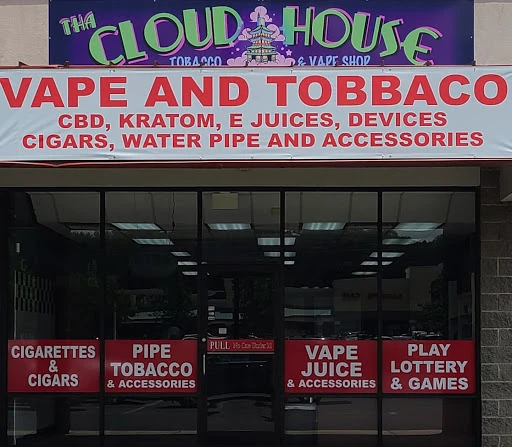 THA CLOUD HOUSE
TOBACCO & VAPE SHOP
VAPE AND TOBBACO
CBD, KRATOM, E JUICES, DEVICES
CIGARS, WATER PIPE AND ACCESSORIES
PULL
CIGARETTES
&
CIGARS
PIPE
TOBACCO
& ACCESSORIES
VAPE
JUICE
& ACCESSORIES
PLAY
LOTTERY
& GAMES